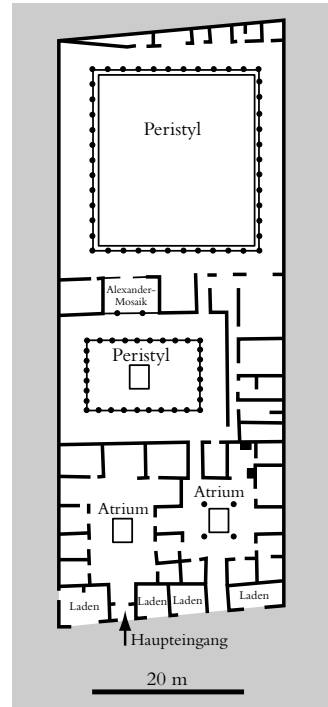 Peristyl
Alexander-
Mosaik
Peristyl
Atrium
Atrium
Laden
Laden
Laden
Laden
Haupteingang
20 m